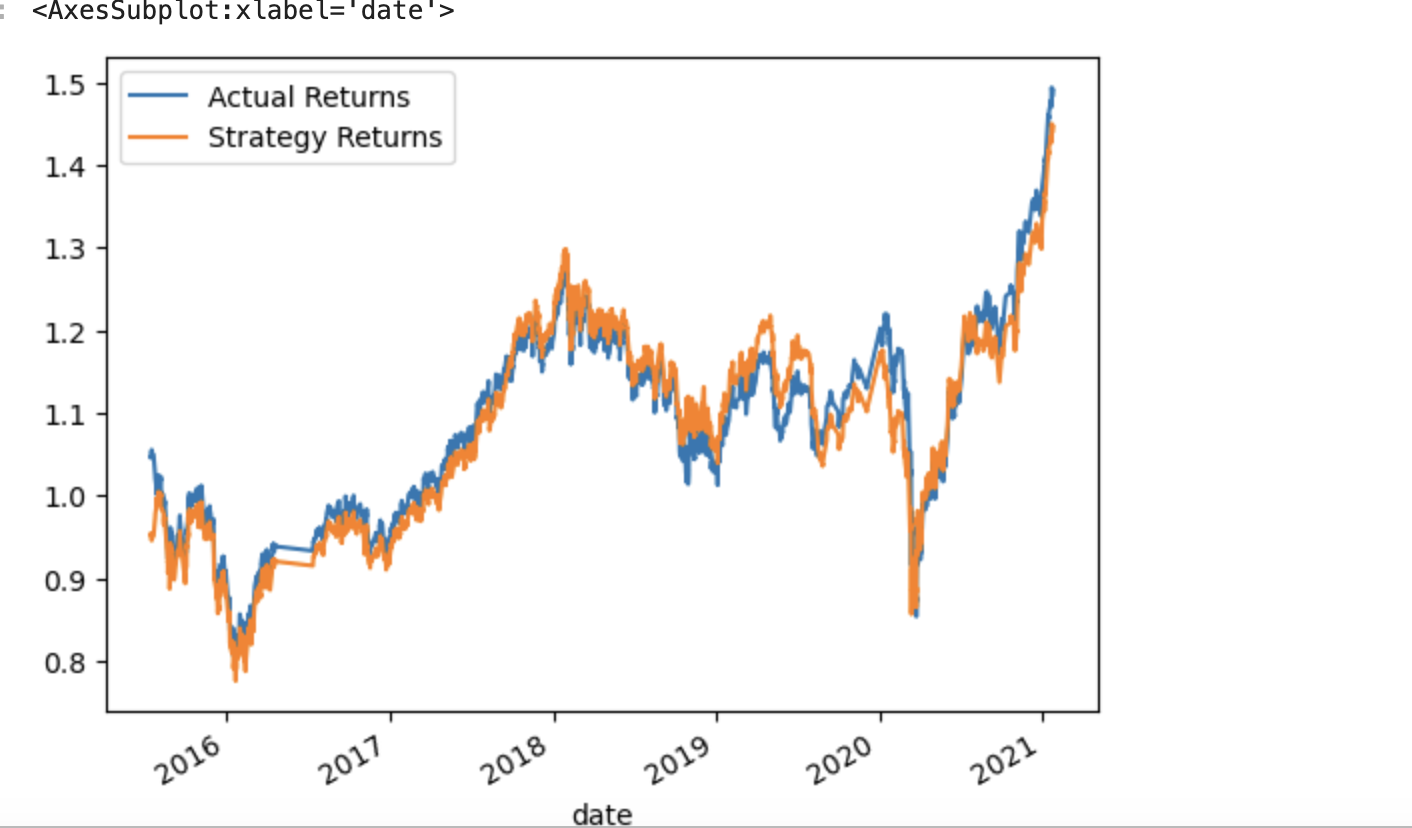 : <AxesSubplot:xlabel='date'>
Actual Returns
Strategy Returns
1.5
1.4
1.3
1.2
1.1
1.0
0.9
0.8
2016 2017 2018 2019 2020 2021
date